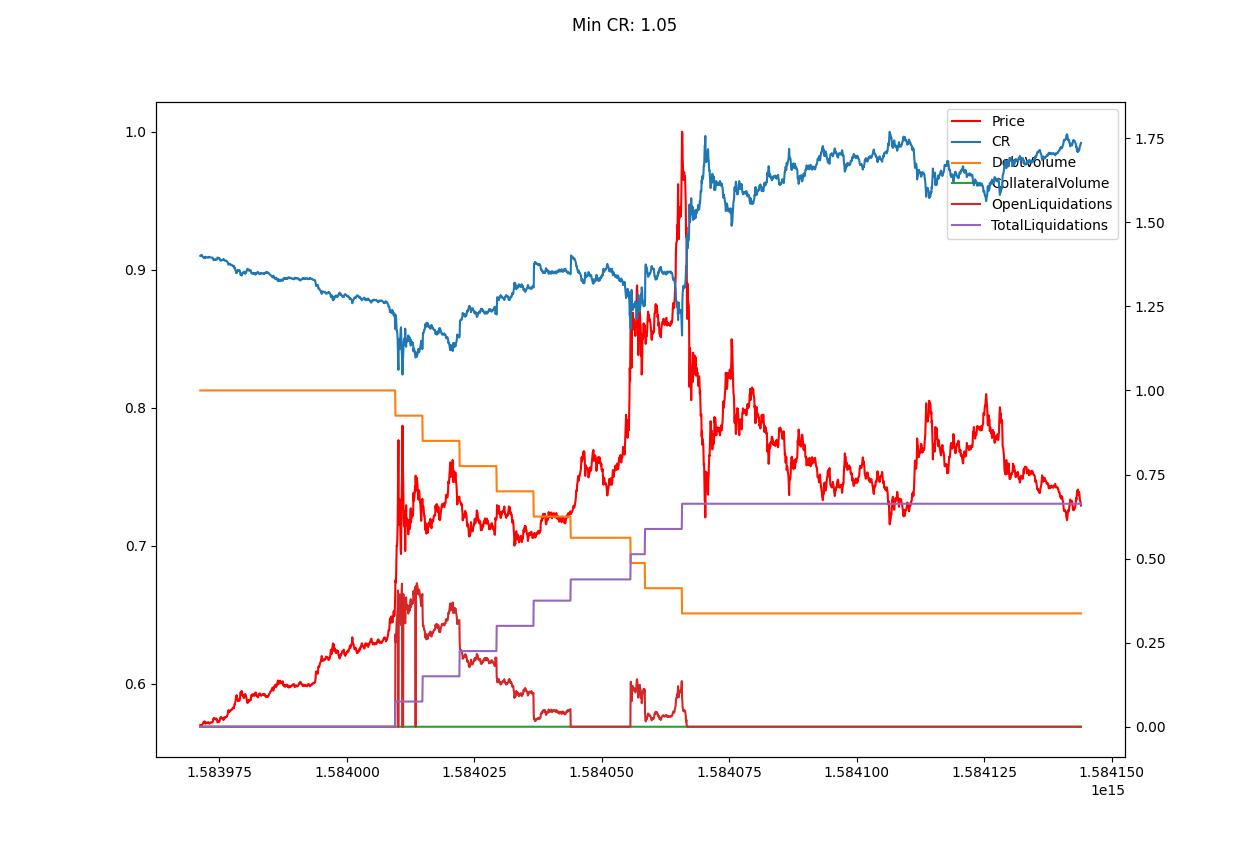 Min CR: 1.05
1.0
0.9
0.8
0.7
0.6
1.75
1.50
1.25
1.00
0.75
0.50
0.25
0.00
Price
CR
DebtVolume
CollateralVolume
OpenLiquidations
TotalLiquidations
1.583975 1.584000 1.584025 1.584050 1.584075 1.584100 1.584125 1.584150
1e15